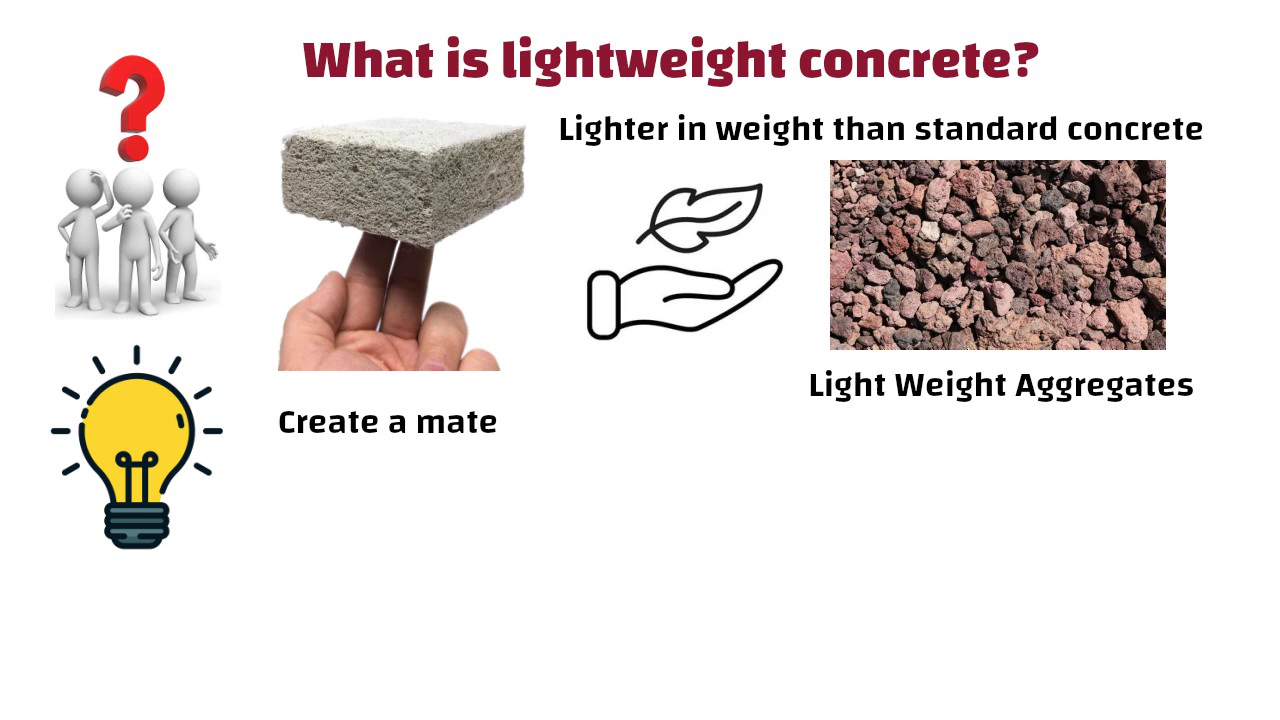 What is lightweight concrete?
Lighter in weight than standard concrete
Light Weight Aggregates
Create a mate